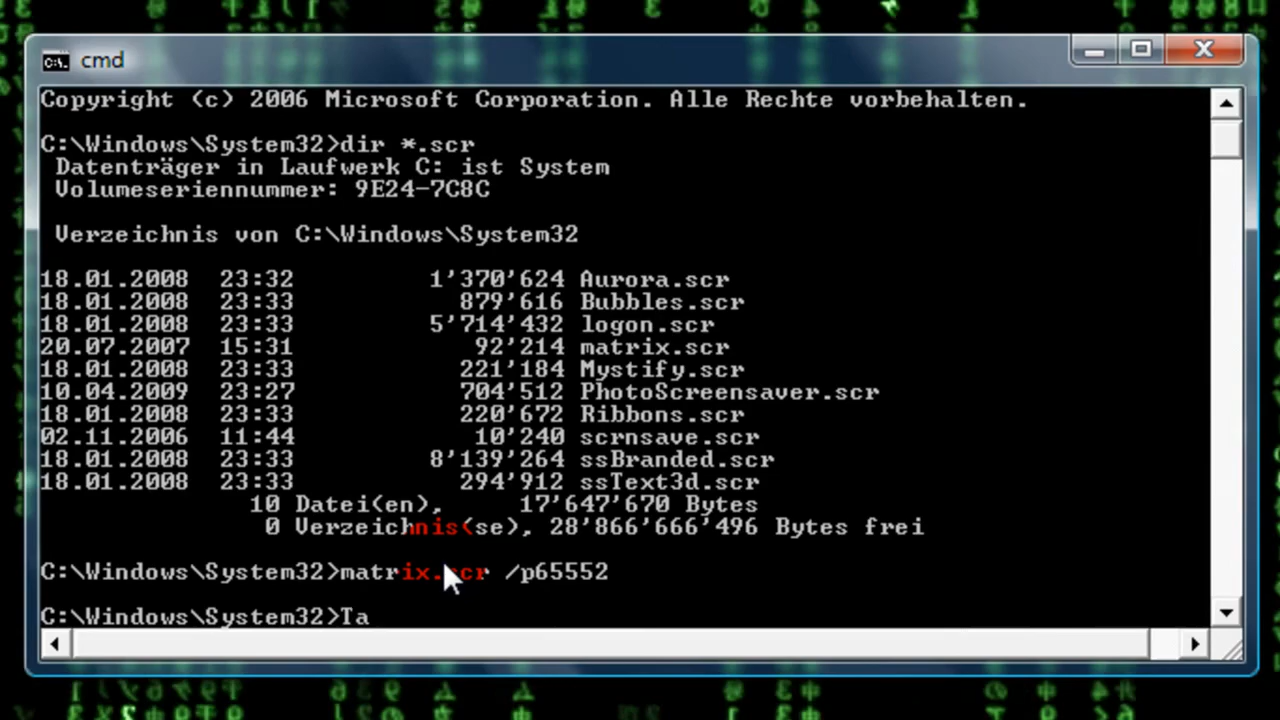 cmd
Copyright (c) 2006 Microsoft Corporation. Alle Rechte vorbehalten.
C:\Windows\System32>dir *.scr
Datenträger in Laufwerk C: ist System
Volumeseriennummer: 9E24-7C8C
Verzeichnis von C:\Windows\System32
18.01.2008 23:32 1'370'624 Aurora.scr
18.01.2008 23:33 879'616 Bubbles.scr
18.01.2008 23:33 5'714'432 logon.scr
20.07.2007 15:31 92'214 matrix.scr
18.01.2008 23:33 221'184 Mystify.scr
10.04.2009 23:27 704'512 PhotoScreensaver.scr
18.01.2008 23:33 220'672 Ribbons.scr
02.11.2006 11:44 10'240 scrnsave.scr
18.01.2008 23:33 8'139'264 ssBranded.scr
18.01.2008 23:33 294'912 ssText3d.scr
10 Datei(en), 17'647'670 Bytes
0 Verzeichnis(se), 28'866'666'496 Bytes frei
C:\Windows\System32>matrix.scr /p65552
C:\Windows\System32>Ta